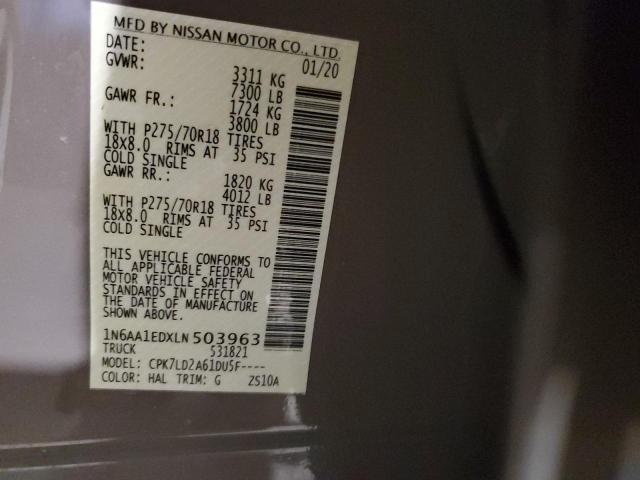 MFD BY NISSAN MOTOR CO., LTD.
DATE: 01/20
GVWR: 3311 KG
7300 LB
GAWR FR.: 1724 KG
3800 LB
WITH P275/70R18 TIRES
18X8.0 RIMS AT 35 PSI
COLD SINGLE
GAWR RR.: 1820 KG
4012 LB
WITH P275/70R18 TIRES
18X8.0 RIMS AT 35 PSI
COLD SINGLE
THIS VEHICLE CONFORMS TO
ALL APPLICABLE FEDERAL
MOTOR VEHICLE SAFETY
STANDARDS IN EFFECT ON
THE DATE OF MANUFACTURE
SHOWN ABOVE.
1N6AA1EDXLN503963
TRUCK 531821
MODEL: CPK7LD2A61DU5F----
COLOR: HAL TRIM: G ZS10A